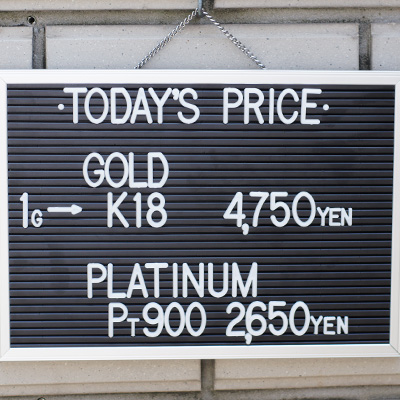 ·TODAY'S PRICE·
GOLD
1G→ K18 4,750YEN
PLATINUM
PT900 2,650YEN